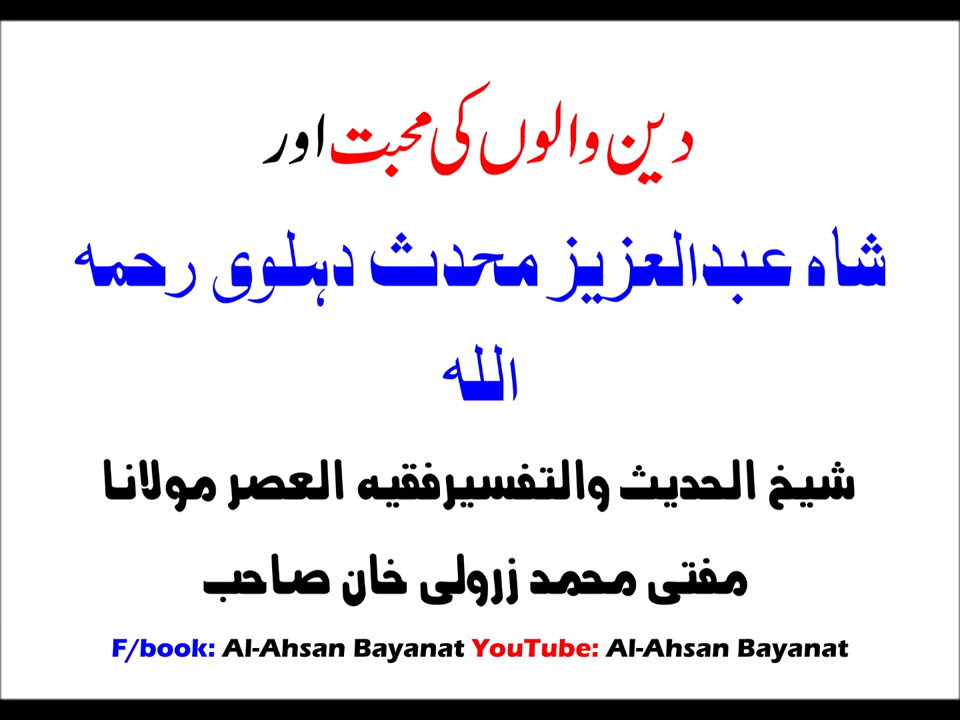 دین والوں کی محبت اور
شاہ عبدالعزیز محدث دہلوی رحمہ
اللہ
شیخ الحدیث والتفسیرفقیہ العصر مولانا
مفتی محمد زرولی خان صاحب
F/book: Al-Ahsan Bayanat YouTube: Al-Ahsan Bayanat